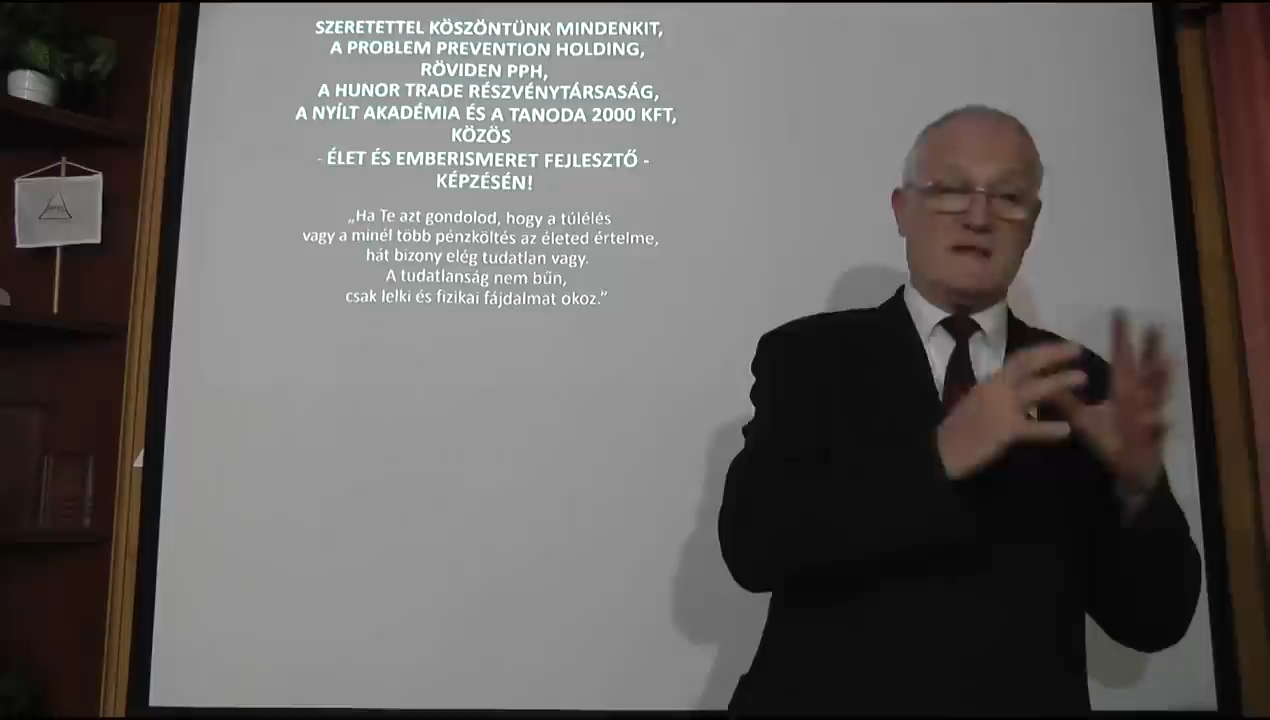 SZERETETTEL KÖSZÖNTÜNK MINDENKIT,
A PROBLEM PREVENTION HOLDING,
RÖVIDEN PPH,
A HUNOR TRADE RÉSZVÉNYTÁRSASÁG,
A NYÍLT AKADÉMIA ÉS A TANODA 2000 KFT,
KÖZÖS
- ÉLET ÉS EMBERISMERET FEJLESZTŐ -
KÉPZÉSÉN!
„Ha Te azt gondolod, hogy a túlélés
vagy a minél több pénzköltés az életed értelme,
hát bizony elég tudatlan vagy.
A tudatlanság nem bűn,
csak lelki és fizikai fájdalmat okoz.”